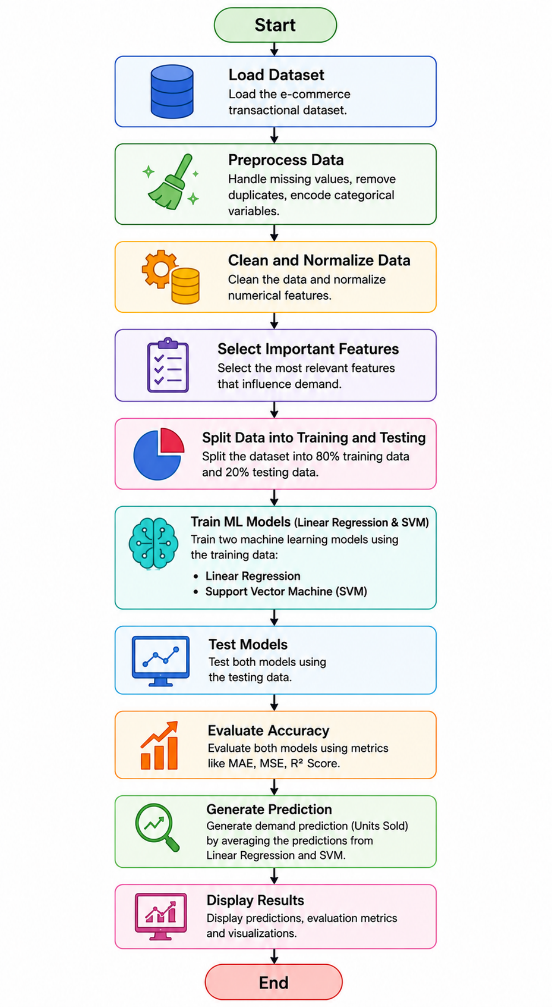 Start
Load Dataset
Load the e-commerce
transactional dataset.
Preprocess Data
Handle missing values, remove
duplicates, encode categorical
variables.
Clean and Normalize Data
Clean the data and normalize
numerical features.
Select Important Features
Select the most relevant features
that influence demand.
Split Data into Training and Testing
Split the dataset into 80% training data
and 20% testing data.
Train ML Models (Linear Regression & SVM)
Train two machine learning models using
the training data:
• Linear Regression
• Support Vector Machine (SVM)
Test Models
Test both models using
the testing data.
Evaluate Accuracy
Evaluate both models using metrics
like MAE, MSE, R² Score.
Generate Prediction
Generate demand prediction (Units Sold)
by averaging the predictions from
Linear Regression and SVM.
Display Results
Display predictions, evaluation metrics
and visualizations.
End